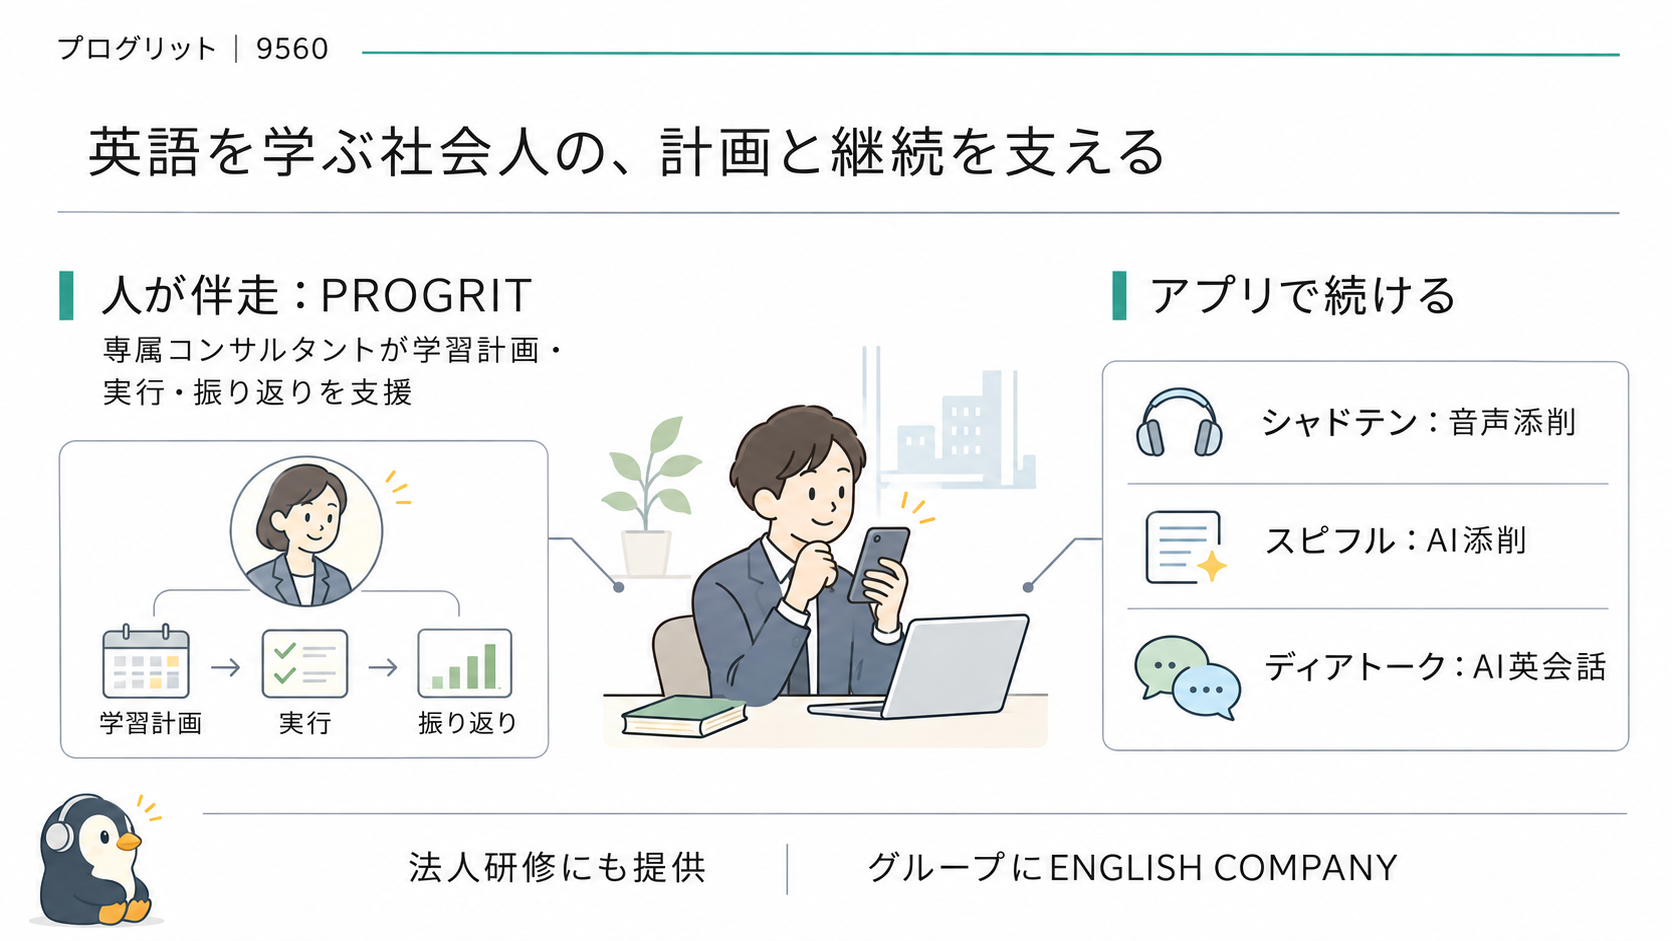 プログリット｜9560
英語を学ぶ社会人の、計画と継続を支える
人が伴走：PROGRIT
専属コンサルタントが学習計画・
実行・振り返りを支援
学習計画
実行
振り返り
アプリで続ける
シャドテン：音声添削
スピフル：AI添削
ディアトーク：AI英会話
法人研修にも提供
グループにENGLISH COMPANY